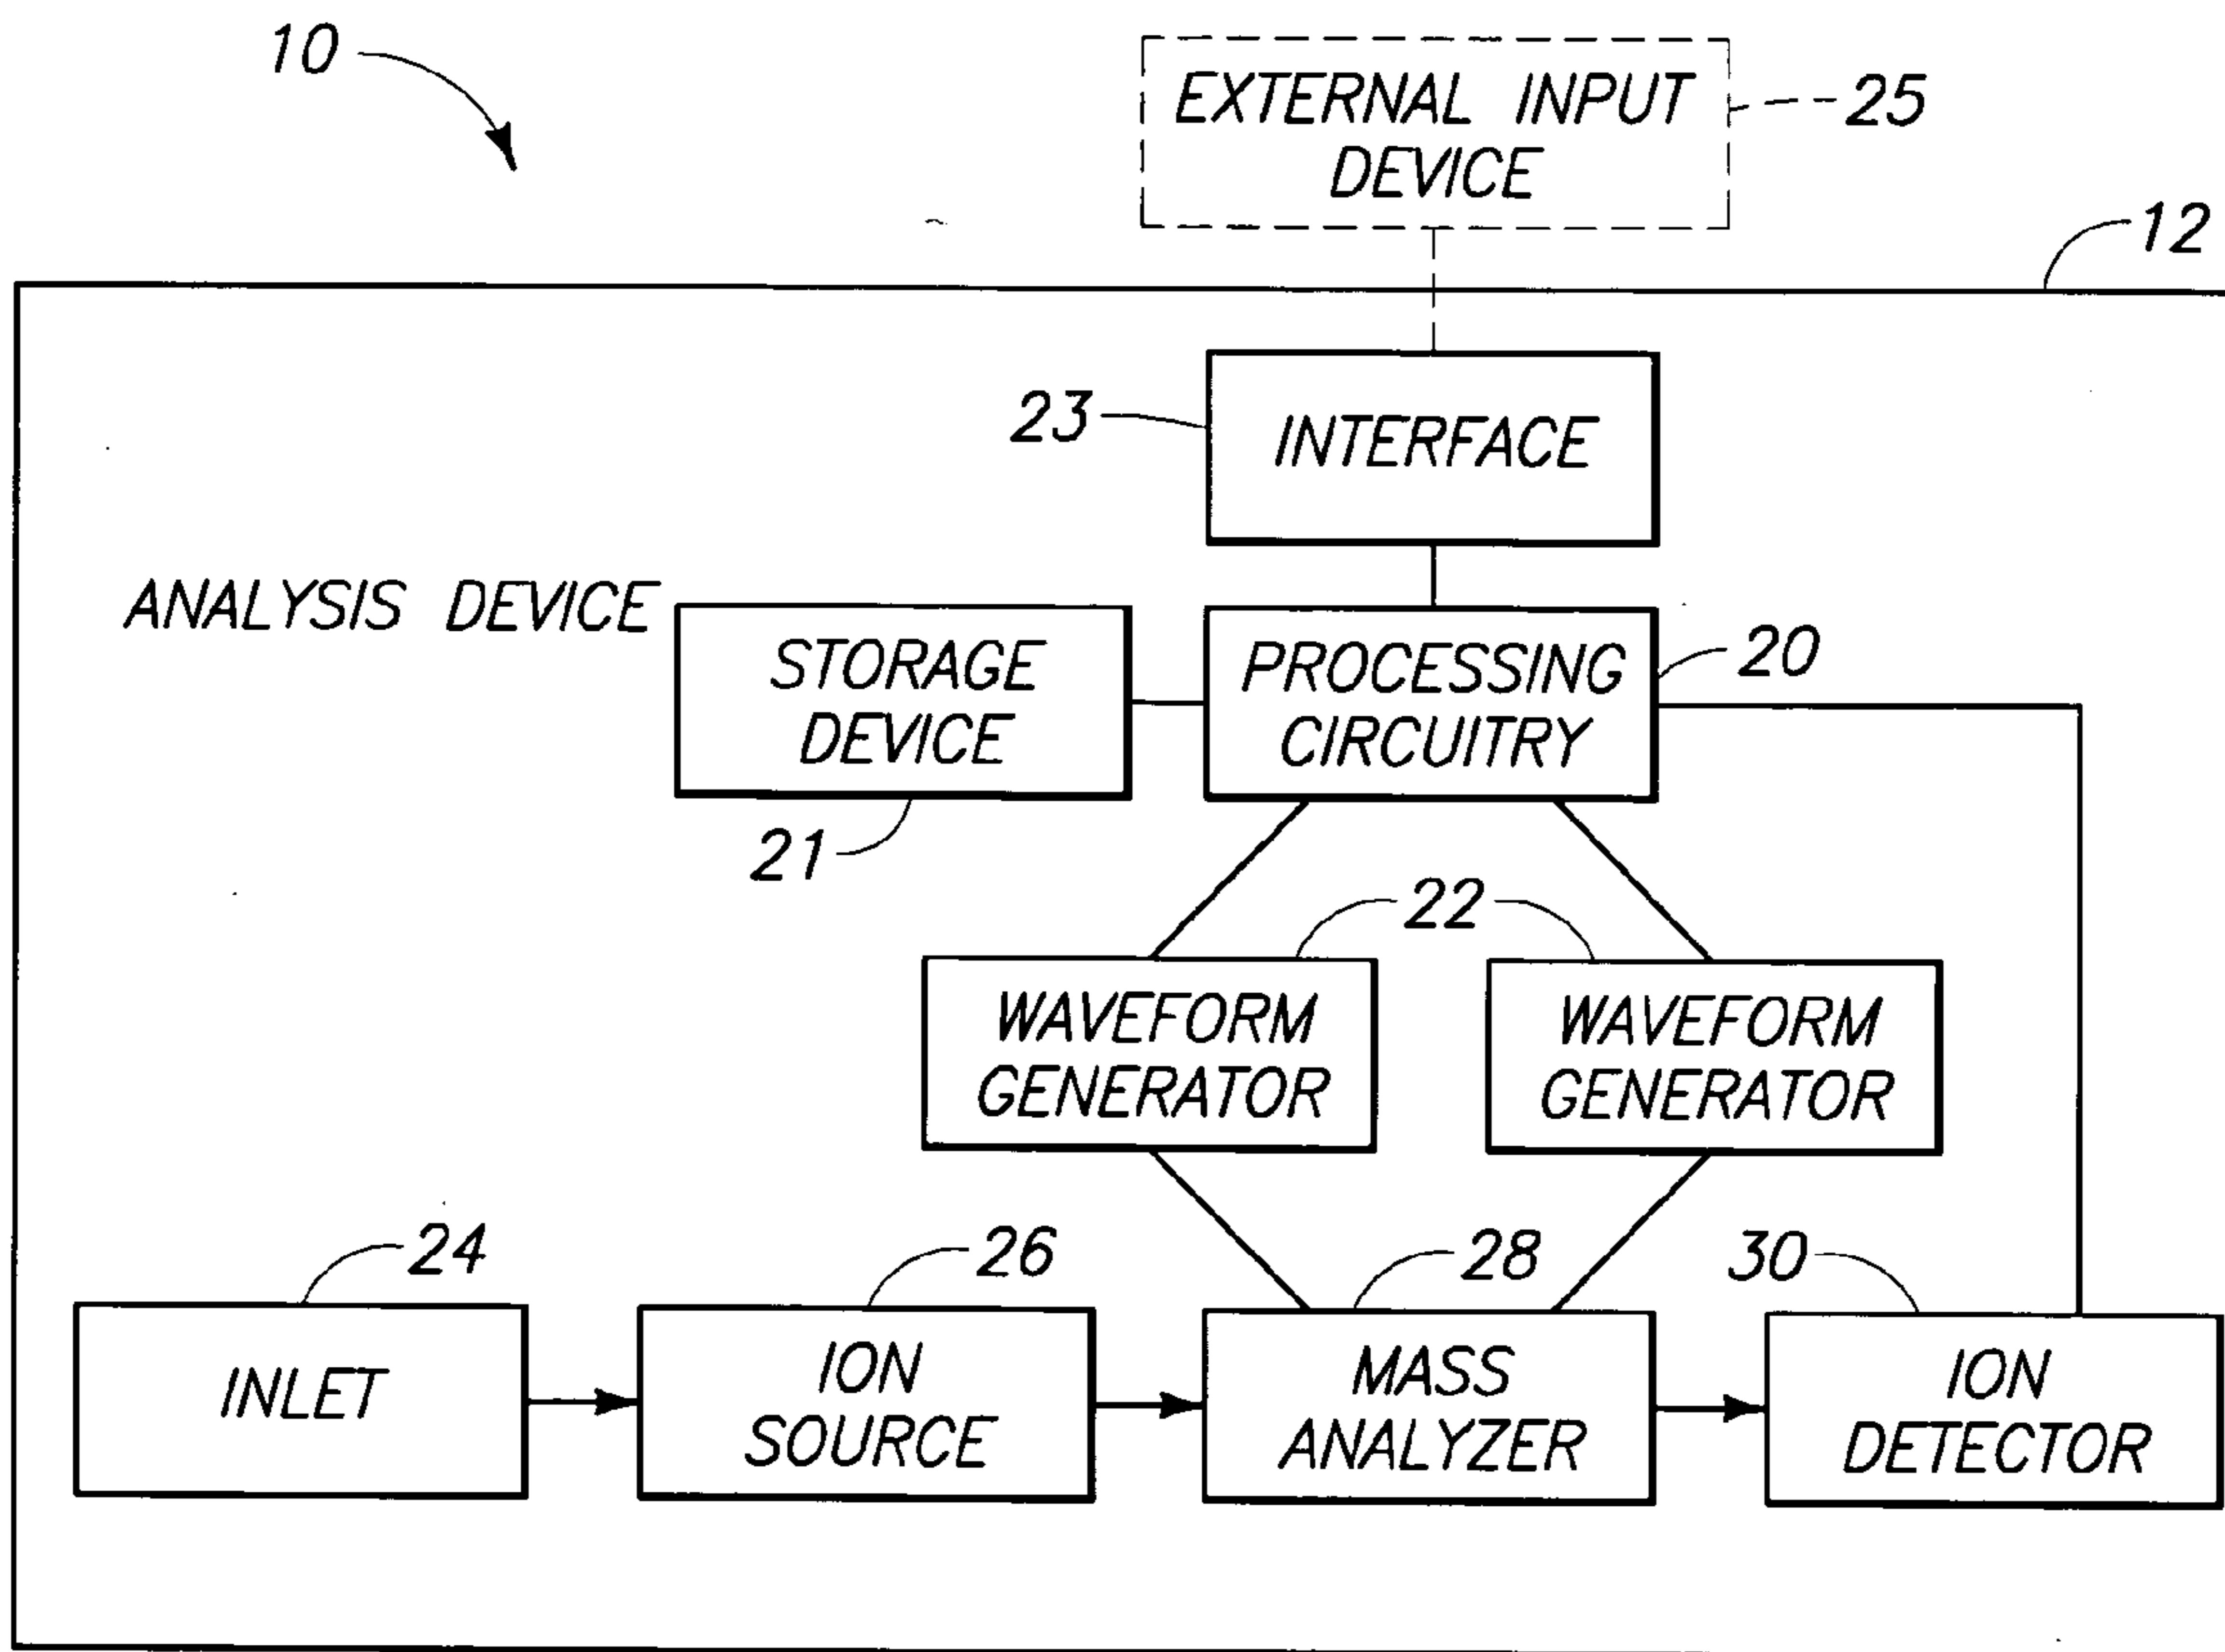 10
EXTERNAL INPUT
DEVICE
25
12
23
INTERFACE
ANALYSIS DEVICE
STORAGE
DEVICE
21
PROCESSING
CIRCUITRY
20
22
WAVEFORM
GENERATOR
WAVEFORM
GENERATOR
24
INLET
26
ION
SOURCE
28
MASS
ANALYZER
30
ION
DETECTOR